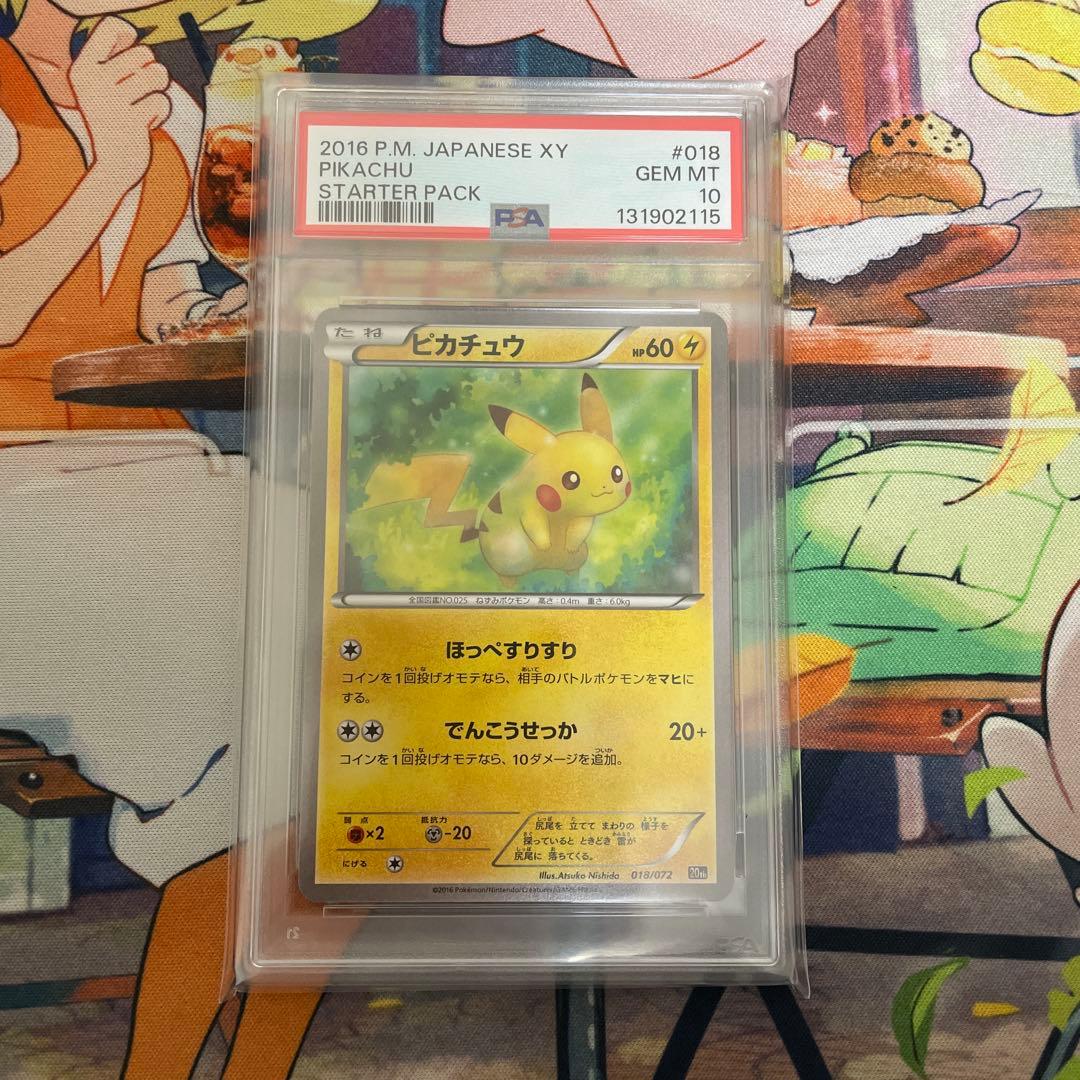 2016 P.M. JAPANESE XY #018
PIKACHU GEM MT
STARTER PACK 10
PSA 131902115
たね ピカチュウ HP60
全国図鑑NO.025 ねずみポケモン 高さ:0.4m 重さ:6.0kg
ほっぺすりすり
コインを1回投げオモテなら、相手のバトルポケモンをマヒに
する。
でんこうせっか 20+
コインを1回投げオモテなら、10ダメージを追加。
弱点 抵抗力
×2 -20
にげる
尻尾を 立てて まわりの 様子を
探っていると ときどき 雷が
尻尾に 落ちてくる。
Illus.Atsuko Nishida 018/072 20th
©2016 Pokémon/Nintendo/Creatures/GAME FREAK